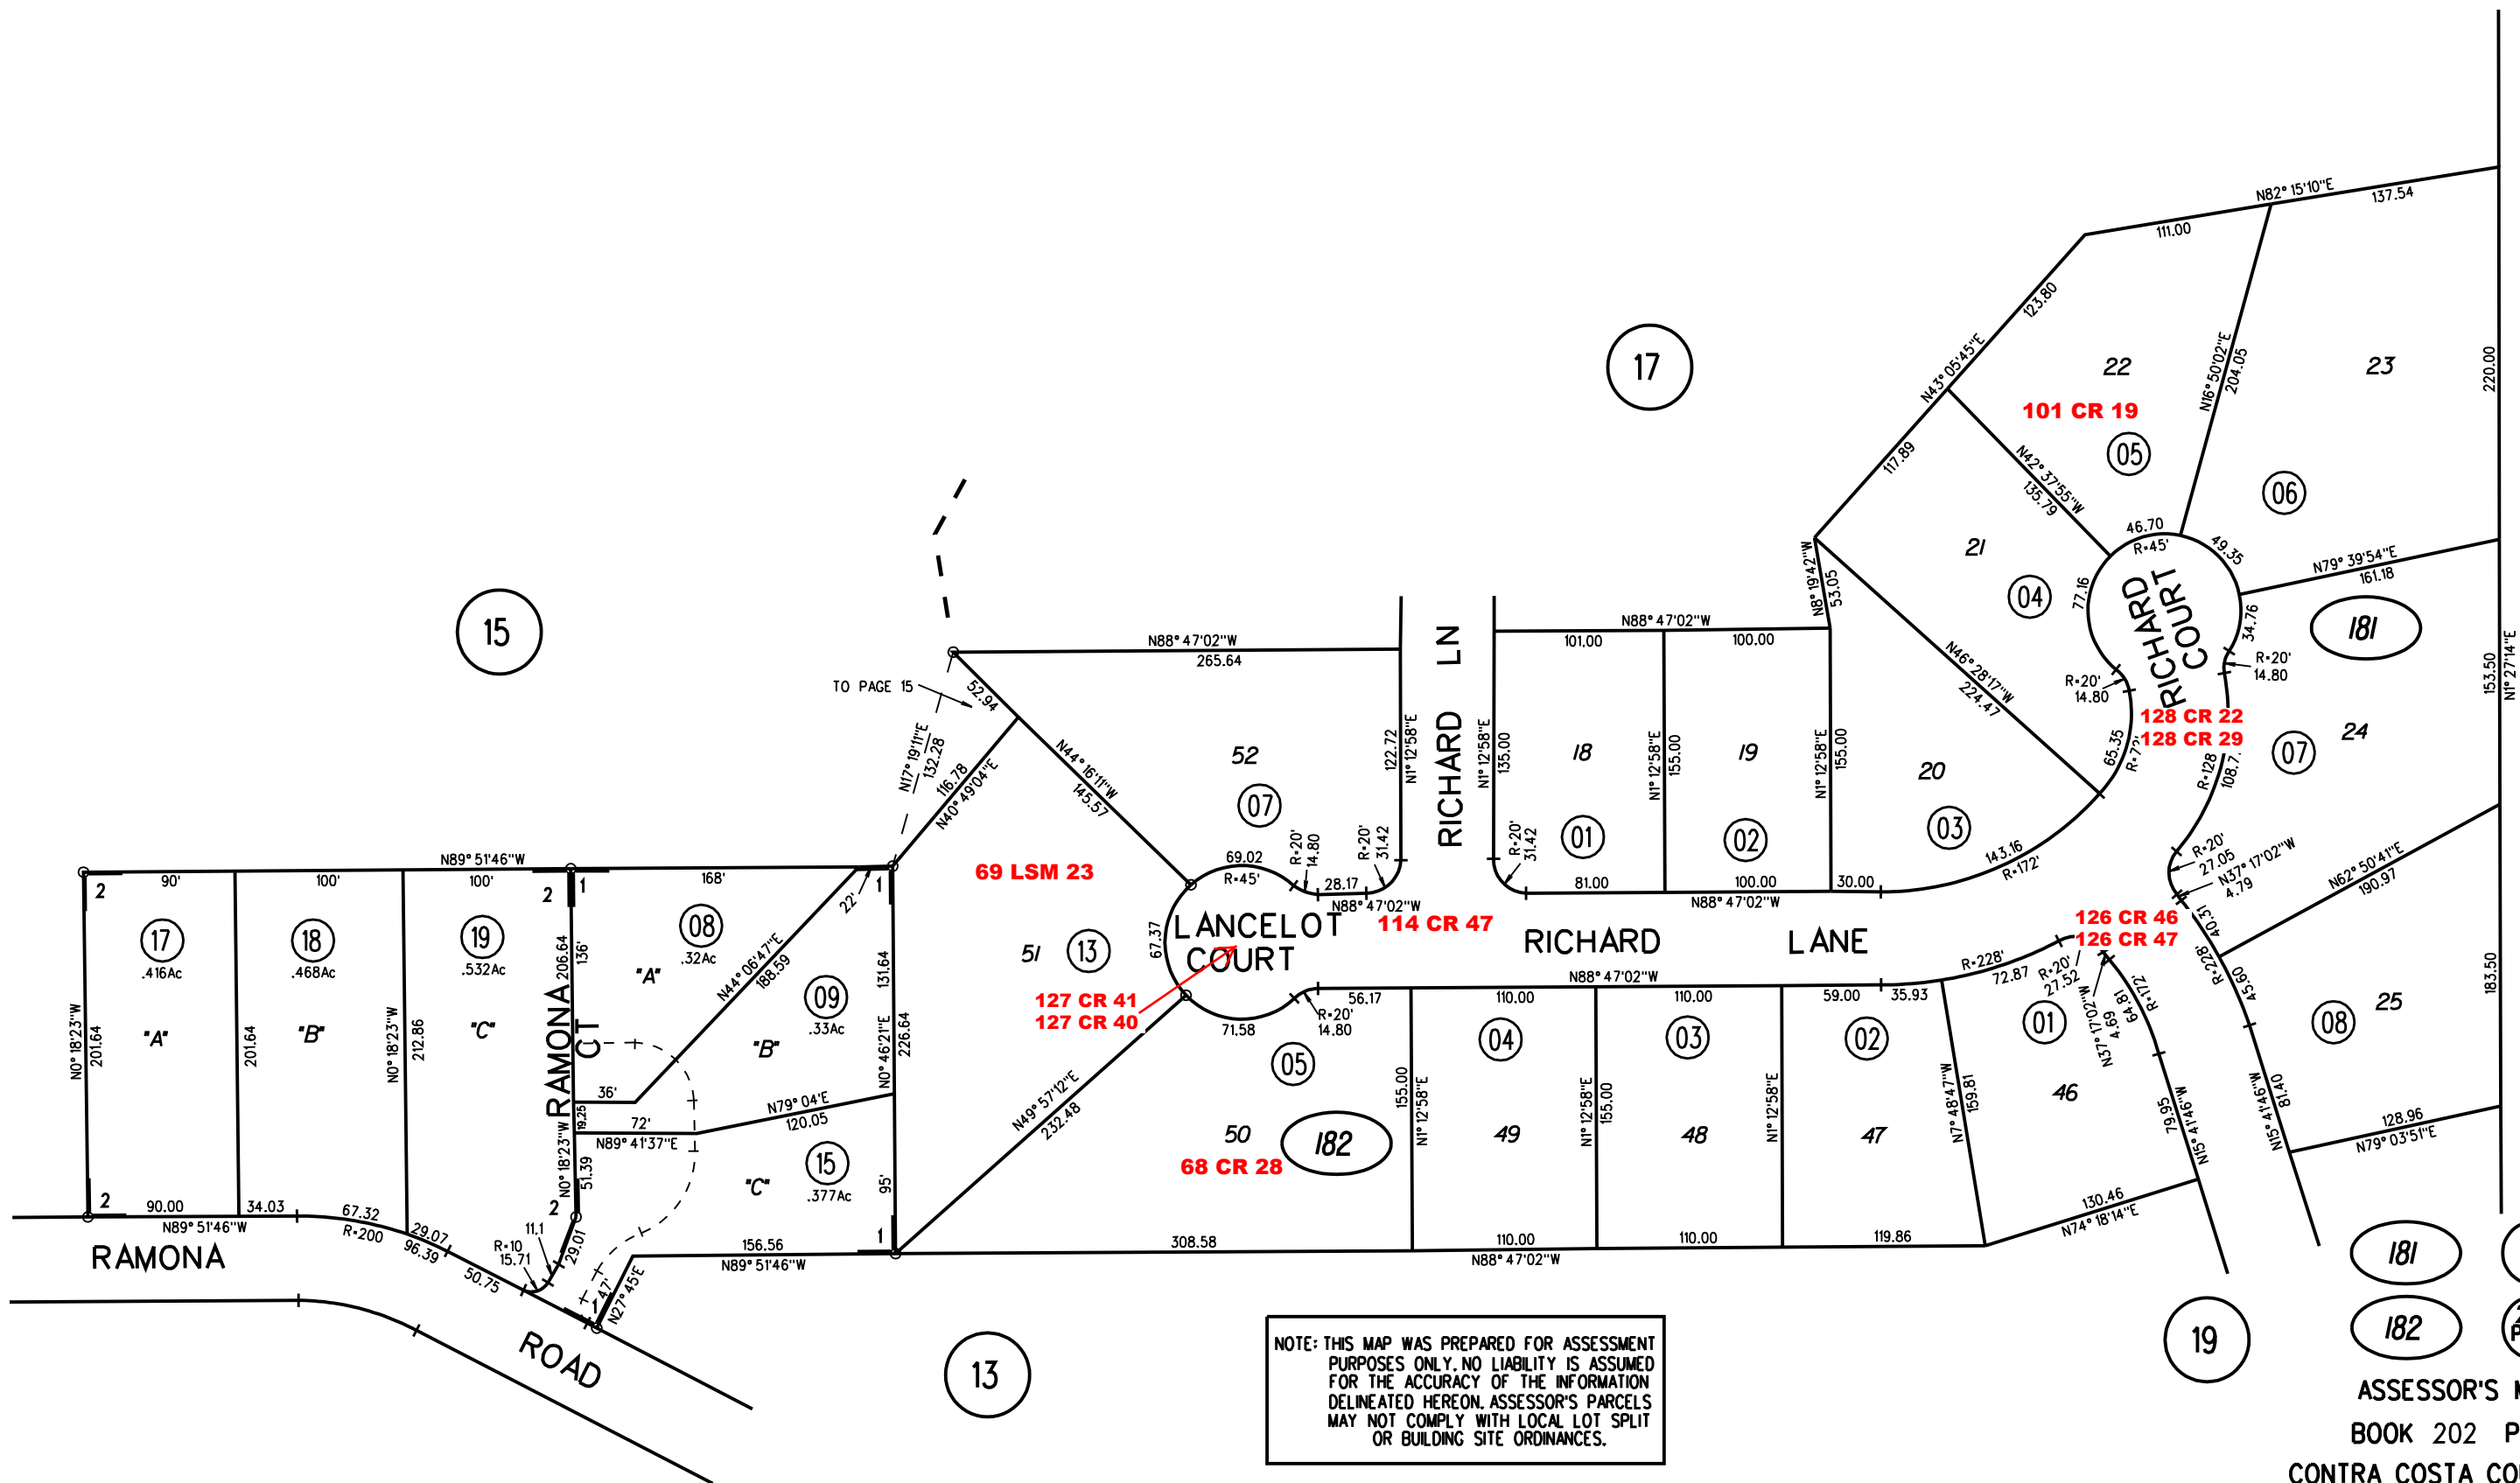 N82° 15'10"E
137.54
111.00
123.80
N43° 05'45"E
22
101 CR 19
05
N16° 50'02"E
204.05
23
06
220.00
17
117.89
N42° 37'55"W
135.79
21
04
46.70
R=45'
49.35
77.16
RICHARD
COURT
N79° 39'54"E
161.18
34.76
181
R=20'
14.80
R=20'
14.80
N8° 19'42"W
53.05
N46° 28'17"W
224.47
128 CR 22
128 CR 29
65.35
R=72'
R=128
108.7
24
07
153.50
N1° 27'14"E
15
TO PAGE 15
N88° 47'02"W
265.64
52.94
N17° 19'11"E
132.28
116.78
N40° 49'04"E
N44° 16'11"W
145.57
52
07
122.72
N1° 12'58"E
RICHARD LN
N88° 47'02"W
101.00
100.00
N1° 12'58"E
135.00
18
01
N1° 12'58"E
155.00
19
02
N1° 12'58"E
155.00
20
03
143.16
R=172'
R=20'
27.05
N37° 17'02"W
4.79
N62° 50'41"E
190.97
N89° 51'46"W
90'
100'
100'
168'
22'
2
2
1
1
17
.416Ac
18
.468Ac
19
.532Ac
08
.32Ac
"A"
"B"
"C"
"A"
N0° 18'23"W
201.64
201.64
N0° 18'23"W
212.86
RAMONA
CT
206.64
136'
N44° 06'47"E
188.59
09
.33Ac
"B"
131.64
N0° 46'21"E
226.64
69 LSM 23
51
13
69.02
R=45'
R=20'
14.80
R=20'
31.42
28.17
N88° 47'02"W
67.37
LANCELOT
COURT
114 CR 47
127 CR 41
127 CR 40
R=20'
31.42
81.00
100.00
30.00
N88° 47'02"W
RICHARD LANE
N88° 47'02"W
56.17
110.00
110.00
59.00
35.93
R=20'
14.80
71.58
R=228'
72.87
R=20'
27.52
126 CR 46
126 CR 47
N37° 17'02"W
4.69
64.81
R=172'
40.31
R=228'
45.60
183.50
36'
19.25
72'
N89° 41'37"E
N79° 04'E
120.05
N0° 18'23"W
51.39
15
.377Ac
"C"
95'
N49° 57'12"E
232.48
05
50
182
68 CR 28
155.00
N1° 12'58"E
04
49
N1° 12'58"E
155.00
03
48
N1° 12'58"E
02
47
N7° 48'47"W
159.81
01
46
79.95
N15° 41'46"W
N15° 41'46"W
81.40
08
25
128.96
N79° 03'51"E
130.46
N74° 18'14"E
2
2
90.00
34.03
N89° 51'46"W
67.32
R=200
29.07
96.39
50.75
R=10
15.71
11.1
29.01
1
47'
N27° 45'E
156.56
N89° 51'46"W
1
308.58
110.00
110.00
119.86
N88° 47'02"W
RAMONA
ROAD
13
NOTE: THIS MAP WAS PREPARED FOR ASSESSMENT
PURPOSES ONLY. NO LIABILITY IS ASSUMED
FOR THE ACCURACY OF THE INFORMATION
DELINEATED HEREON. ASSESSOR'S PARCELS
MAY NOT COMPLY WITH LOCAL LOT SPLIT
OR BUILDING SITE ORDINANCES.
19
181
182
ASSESSOR'S
BOOK 202
CONTRA COSTA